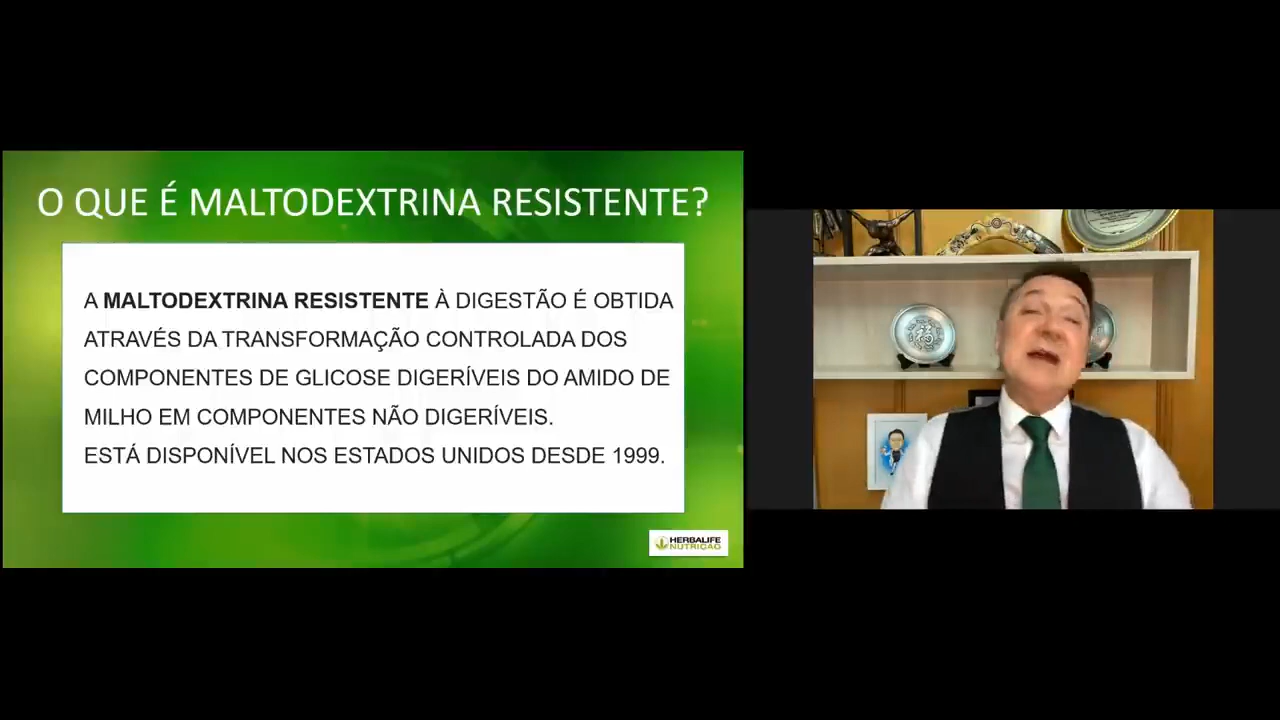 O QUE É MALTODEXTRINA RESISTENTE?
A MALTODEXTRINA RESISTENTE À DIGESTÃO É OBTIDA
ATRAVÉS DA TRANSFORMAÇÃO CONTROLADA DOS
COMPONENTES DE GLICOSE DIGERÍVEIS DO AMIDO DE
MILHO EM COMPONENTES NÃO DIGERÍVEIS.
ESTÁ DISPONÍVEL NOS ESTADOS UNIDOS DESDE 1999.
HERBALIFE
NUTRIÇÃO
福